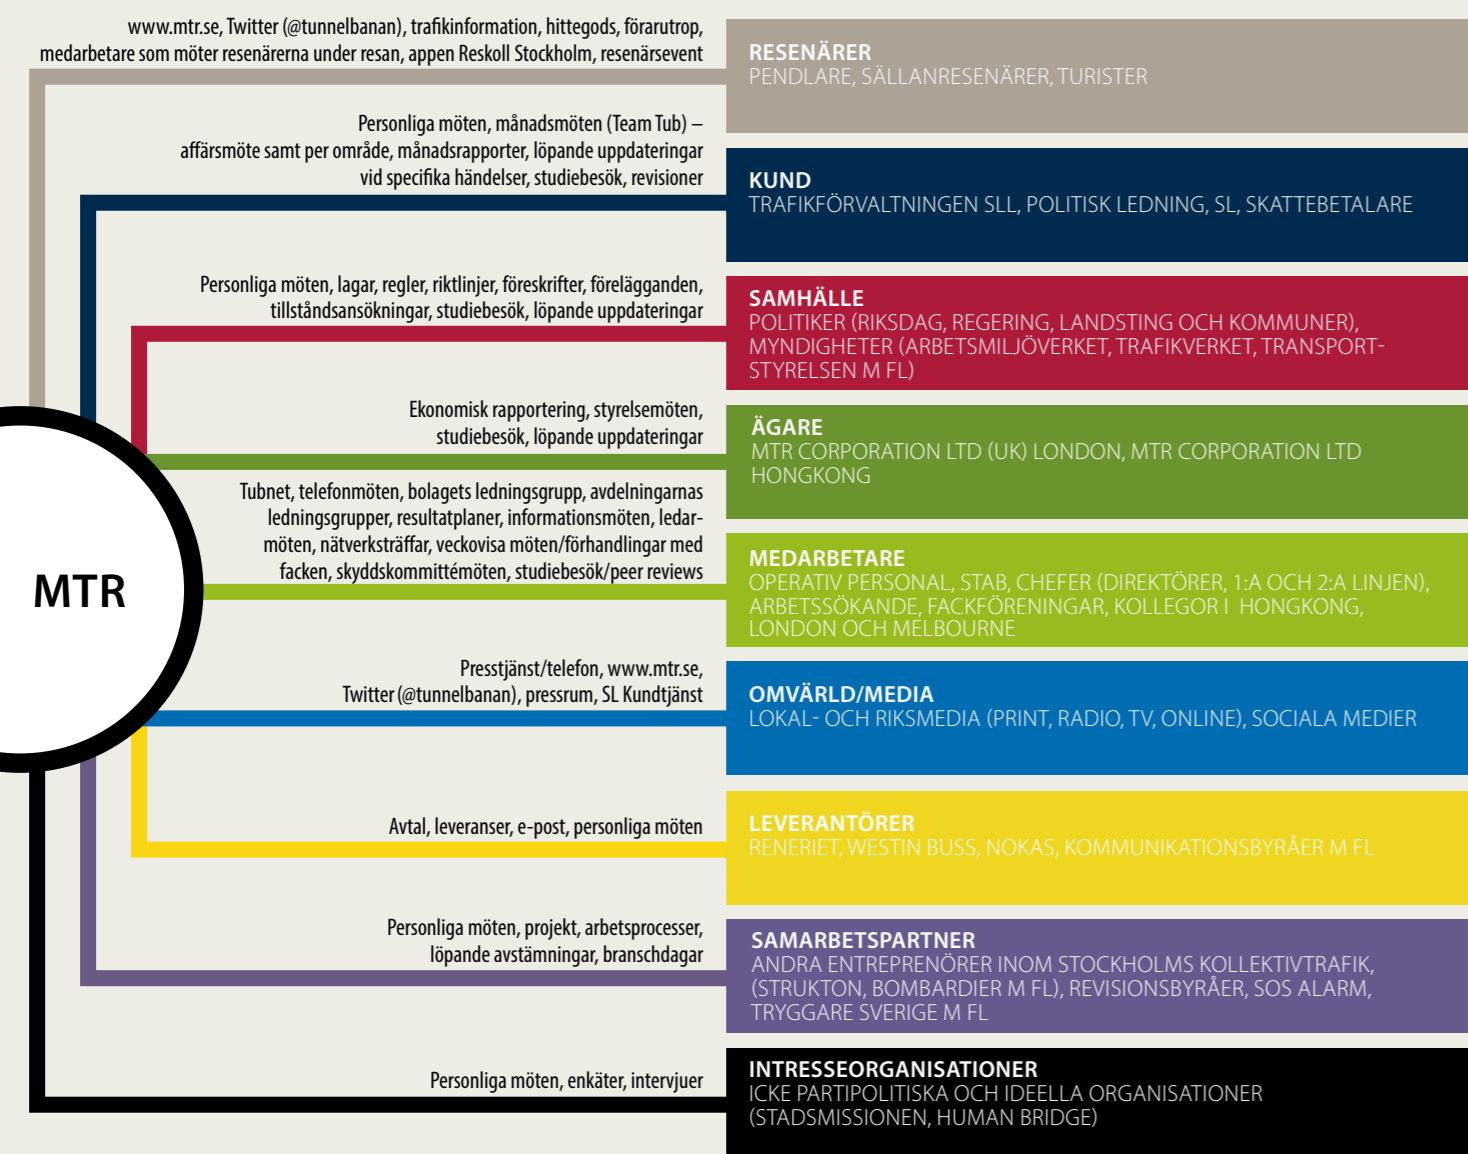 www.mtr.se, Twitter (@tunnelbanan), trafikinformation, hittegods, förarutrop,
medarbetare som möter resenärerna under resan, appen Reskoll Stockholm, resenärsevent
RESENÄRER
PENDLARE, SÄLLANRESENÄRER, TURISTER
Personliga möten, månadsmöten (Team Tub) –
affärsmöte samt per område, månadsrapporter, löpande uppdateringar
vid specifika händelser, studiebesök, revisioner
KUND
TRAFIKFÖRVALTNINGEN SLL, POLITISK LEDNING, SL, SKATTEBETALARE
Personliga möten, lagar, regler, riktlinjer, föreskrifter, förelägganden,
tillståndsansökningar, studiebesök, löpande uppdateringar
SAMHÄLLE
POLITIKER (RIKSDAG, REGERING, LANDSTING OCH KOMMUNER),
MYNDIGHETER (ARBETSMILJÖVERKET, TRAFIKVERKET, TRANSPORT-
STYRELSEN M FL)
Ekonomisk rapportering, styrelsemöten,
studiebesök, löpande uppdateringar
ÄGARE
MTR CORPORATION LTD (UK) LONDON, MTR CORPORATION LTD
HONGKONG
Tubnet, telefonmöten, bolagets ledningsgrupp, avdelningarnas
ledningsgrupper, resultatplaner, informationsmöten, ledar-
möten, nätverksträffar, veckovisa möten/förhandlingar med
facken, skyddskommittémöten, studiebesök/peer reviews
MEDARBETARE
OPERATIV PERSONAL, STAB, CHEFER (DIREKTÖRER, 1:A OCH 2:A LINJEN),
ARBETSSÖKANDE, FACKFÖRENINGAR, KOLLEGOR I HONGKONG,
LONDON OCH MELBOURNE
MTR
Presstjänst/telefon, www.mtr.se,
Twitter (@tunnelbanan), pressrum, SL Kundtjänst
OMVÄRLD/MEDIA
LOKAL- OCH RIKSMEDIA (PRINT, RADIO, TV, ONLINE), SOCIALA MEDIER
Avtal, leveranser, e-post, personliga möten
LEVERANTÖRER
RENERIET, WESTIN BUSS, NOKAS, KOMMUNIKATIONSBYRÅER M FL
Personliga möten, projekt, arbetsprocesser,
löpande avstämningar, branschdagar
SAMARBETSPARTNER
ANDRA ENTREPRENÖRER INOM STOCKHOLMS KOLLEKTIVTRAFIK,
(STRUKTON, BOMBARDIER M FL), REVISIONSBYRÅER, SOS ALARM,
TRYGGARE SVERIGE M FL
Personliga möten, enkäter, intervjuer
INTRESSEORGANISATIONER
ICKE PARTIPOLITISKA OCH IDEELLA ORGANISATIONER
(STADSMISSIONEN, HUMAN BRIDGE)